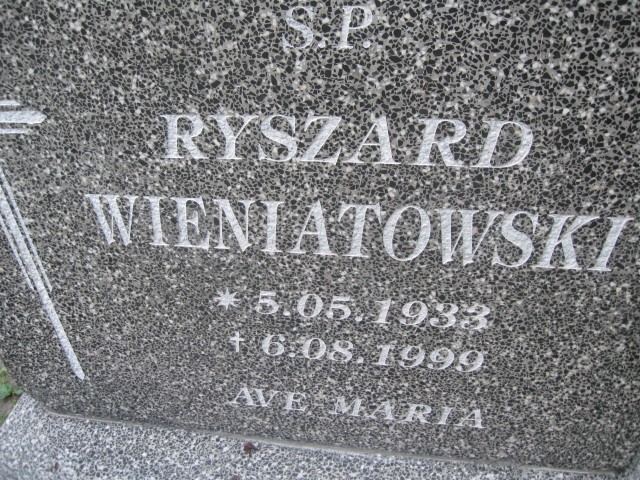 S.P.
RYSZARD
WIENIATOWSKI
* 5.05.1933
† 6.08.1999
AVE MARIA